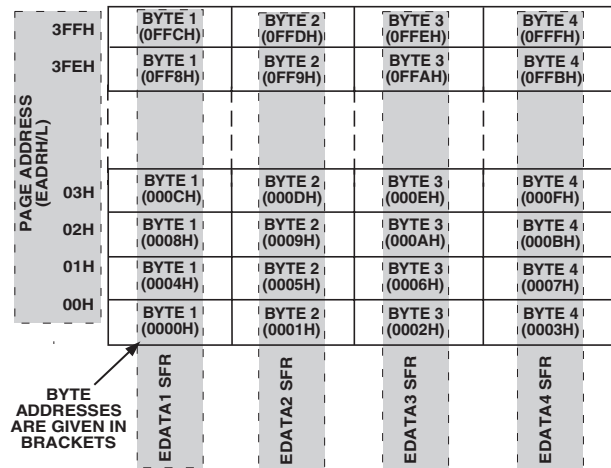 3FFH
BYTE 1
(0FFCH)
BYTE 2
(0FFDH)
BYTE 3
(0FFEH)
BYTE 4
(0FFFH)
3FEH
BYTE 1
(0FF8H)
BYTE 2
(0FF9H)
BYTE 3
(0FFAH)
BYTE 4
(0FFBH)
PAGE ADDRESS
(EADRH/L)
03H
BYTE 1
(000CH)
BYTE 2
(000DH)
BYTE 3
(000EH)
BYTE 4
(000FH)
02H
BYTE 1
(0008H)
BYTE 2
(0009H)
BYTE 3
(000AH)
BYTE 4
(000BH)
01H
BYTE 1
(0004H)
BYTE 2
(0005H)
BYTE 3
(0006H)
BYTE 4
(0007H)
00H
BYTE 1
(0000H)
BYTE 2
(0001H)
BYTE 3
(0002H)
BYTE 4
(0003H)
BYTE
ADDRESSES
ARE GIVEN IN
BRACKETS
EDATA1 SFR
EDATA2 SFR
EDATA3 SFR
EDATA4 SFR